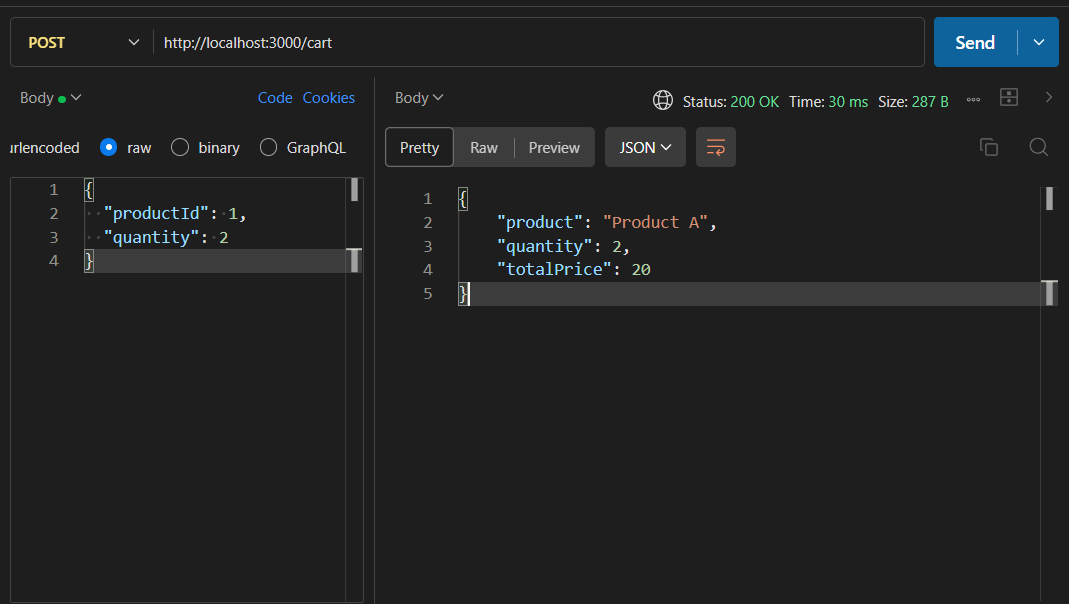 POST http://localhost:3000/cart Send
Body Code Cookies
urlencoded raw binary GraphQL
1 {
2 "productId": 1,
3 "quantity": 2
4 }
Body Status: 200 OK Time: 30 ms Size: 287 B
Pretty Raw Preview JSON
1 {
2 "product": "Product A",
3 "quantity": 2,
4 "totalPrice": 20
5 }